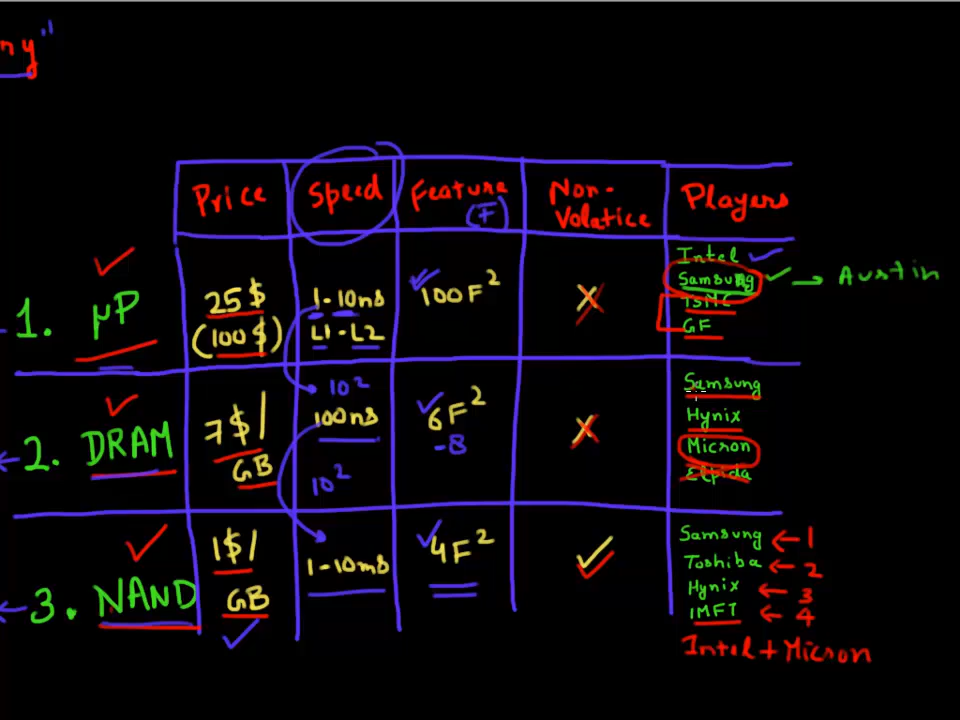 ny"
Price Speed Feature (F) Non-Volatice Players
1. μP 25$ (100$) 1-10ns L1-L2 100F² X
Intel
Samsung → Austin
TSMC
GF
2. DRAM 7$/GB 10² 100ns 10² 6F² -8 X
Samsung
Hynix
Micron
Elpida
3. NAND 1$/GB 1-10ms 4F²
Samsung ← 1
Toshiba ← 2
Hynix ← 3
IMFT ← 4
Intel + Micron